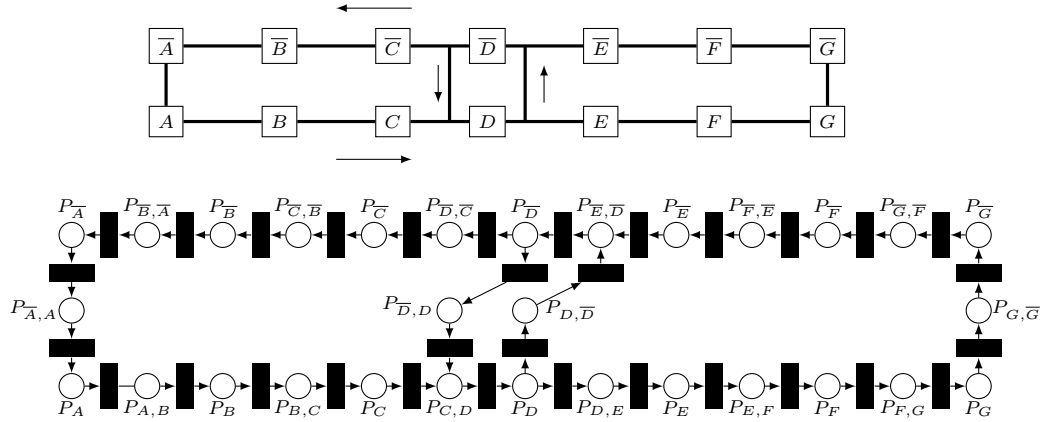 A̅ B̅ C̅ D̅ E̅ F̅ G̅
A B C D E F G
P_A̅ P_B̅,A̅ P_B̅ P_C̅,B̅ P_C̅ P_D̅,C̅ P_D̅ P_E̅,D̅ P_E̅ P_F̅,E̅ P_F̅ P_G̅,F̅ P_G̅
P_A̅,A P_D̅,D P_D,D̅ P_G,G̅
P_A P_A,B P_B P_B,C P_C P_C,D P_D P_D,E P_E P_E,F P_F P_F,G P_G